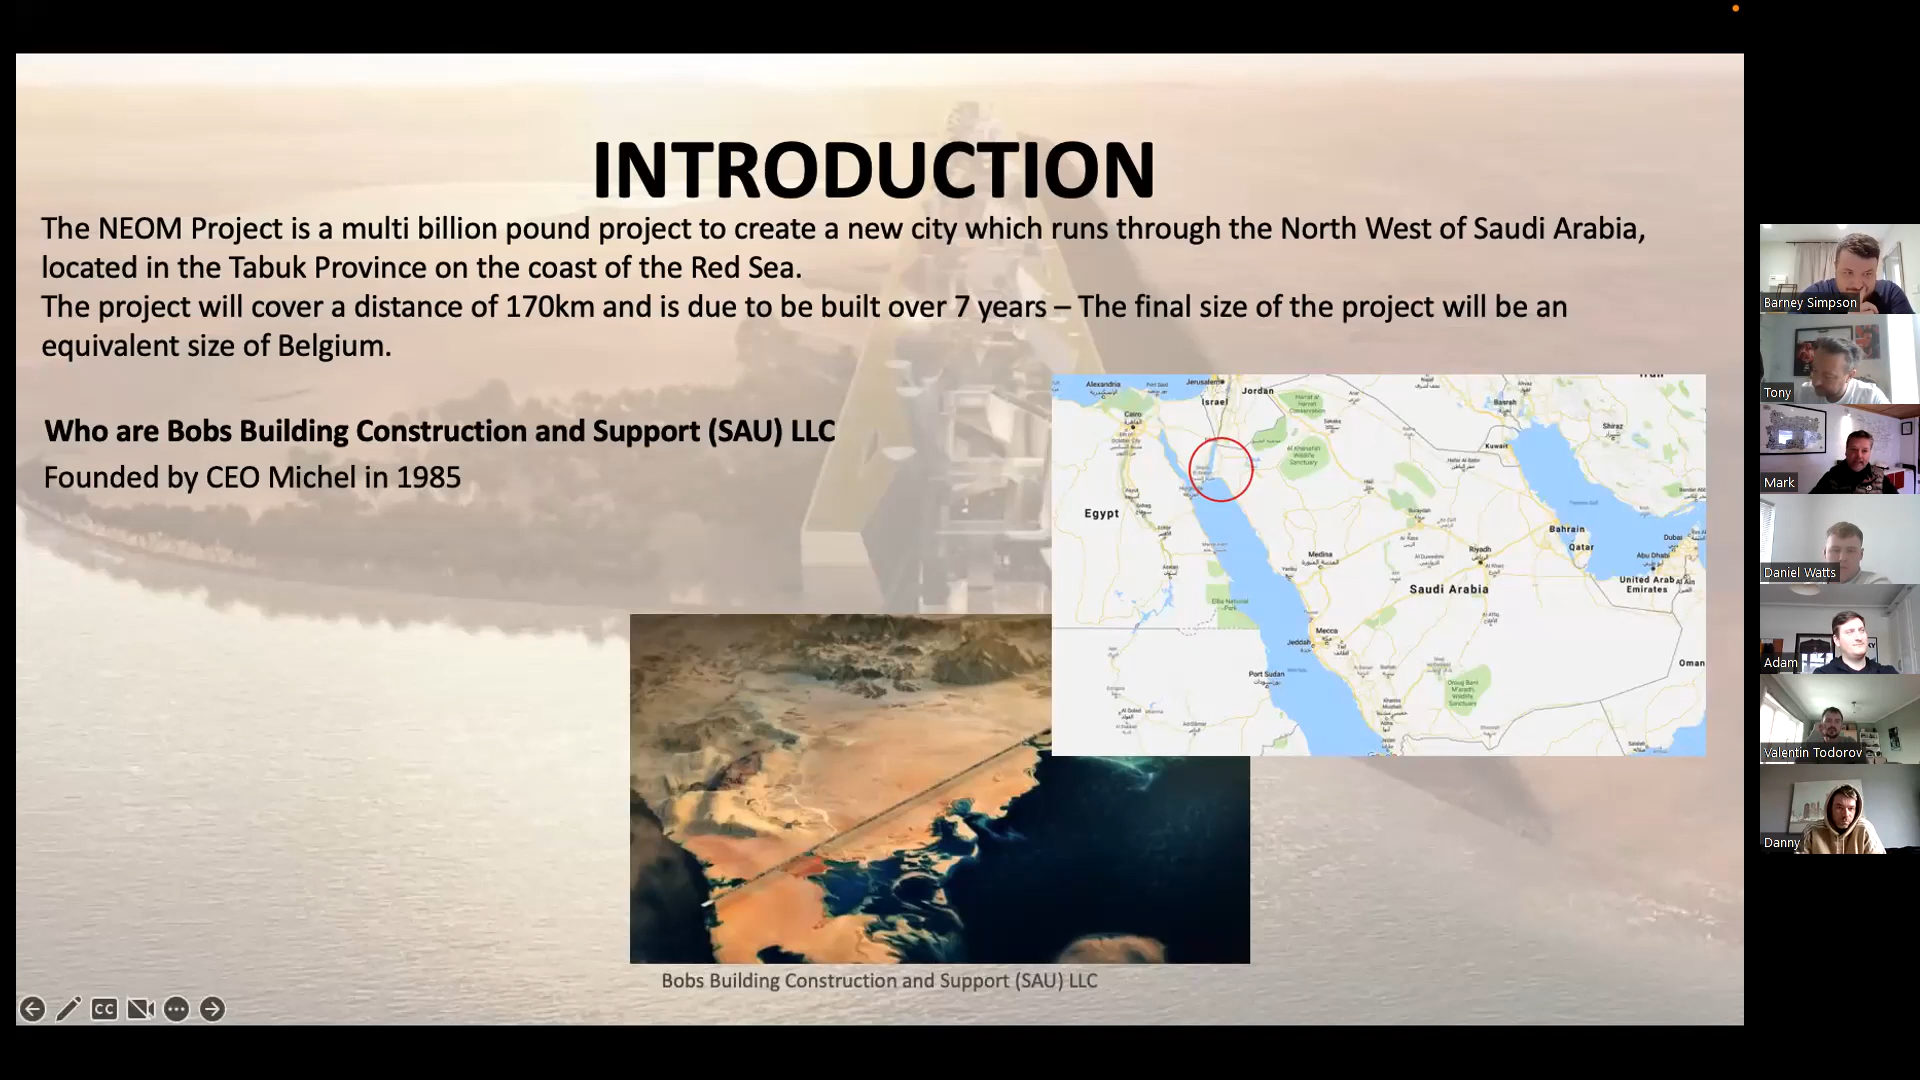 INTRODUCTION
The NEOM Project is a multi billion pound project to create a new city which runs through the North West of Saudi Arabia,
located in the Tabuk Province on the coast of the Red Sea.
The project will cover a distance of 170km and is due to be built over 7 years – The final size of the project will be an
equivalent size of Belgium.
Who are Bobs Building Construction and Support (SAU) LLC
Founded by CEO Michel in 1985
Alexandria
Jerusalem
Jordan
Israel
Cairo
القاهرة
Basrah
Shiraz
Kuwait
Egypt
Bahrain
Qatar
Dubai
Abu Dhabi
Medina
Riyadh
Saudi Arabia
United Arab
Emirates
Mecca
Jeddah
Port Sudan
Oman
Bobs Building Construction and Support (SAU) LLC
CC
Barney Simpson
Tony
Mark
Daniel Watts
Adam
Valentin Todorov
Danny